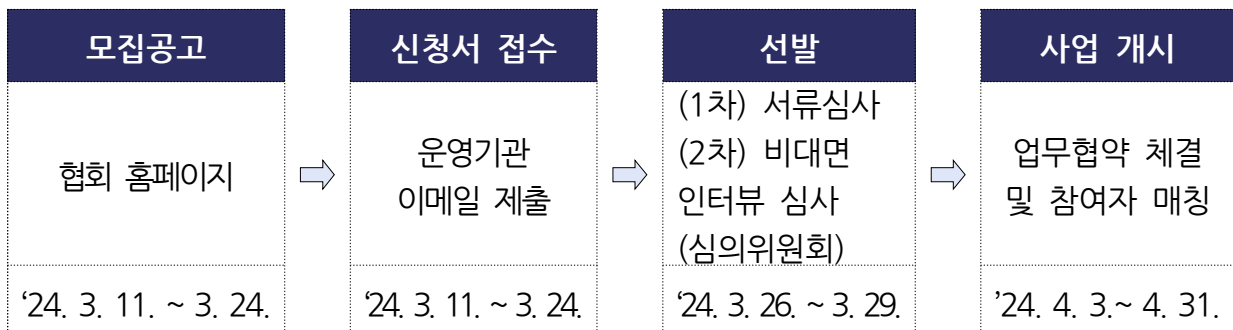 모집공고
협회 홈페이지
‘24. 3. 11. ~ 3. 24.
신청서 접수
운영기관
이메일 제출
‘24. 3. 11. ~ 3. 24.
선발
(1차) 서류심사
(2차) 비대면
인터뷰 심사
(심의위원회)
‘24. 3. 26. ~ 3. 29.
사업 개시
업무협약 체결
및 참여자 매칭
’24. 4. 3.~ 4. 31.